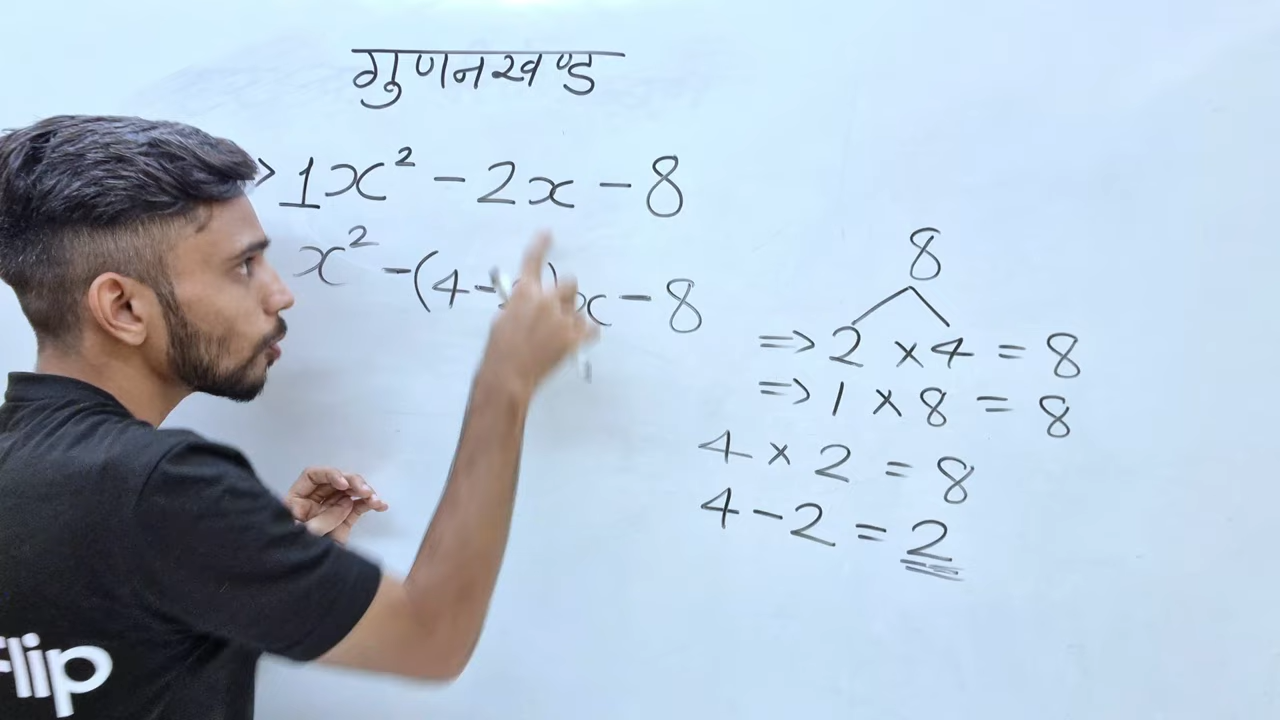 गुणनखण्ड
> 1x² - 2x - 8
x² - (4 - ) x - 8
8
=> 2 × 4 = 8
=> 1 × 8 = 8
4 × 2 = 8
4 - 2 = 2
flip